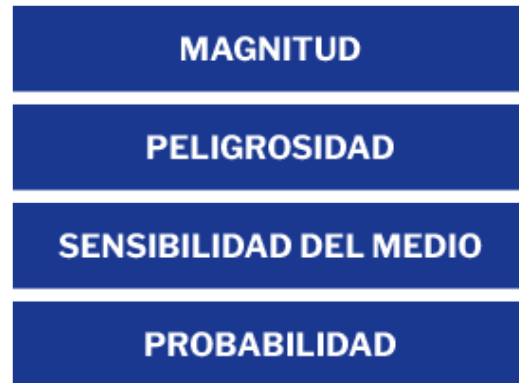 MAGNITUD
PELIGROSIDAD
SENSIBILIDAD DEL MEDIO
PROBABILIDAD